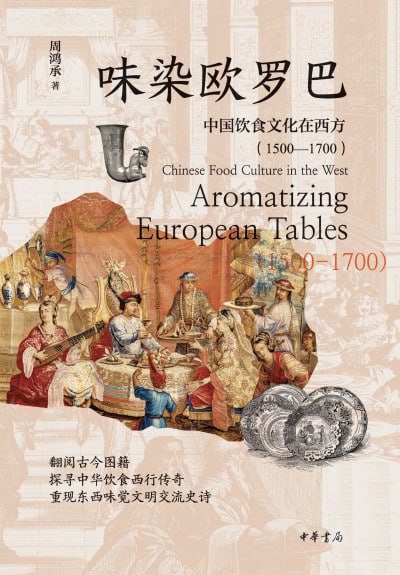 周鸿承 著
味染欧罗巴
中国饮食文化在西方
（1500—1700）
Chinese Food Culture in the West
Aromatizing
European Tables
(1500-1700)
翻阅古今图籍
探寻中华饮食西行传奇
重现东西味觉文明交流史诗
中華書局